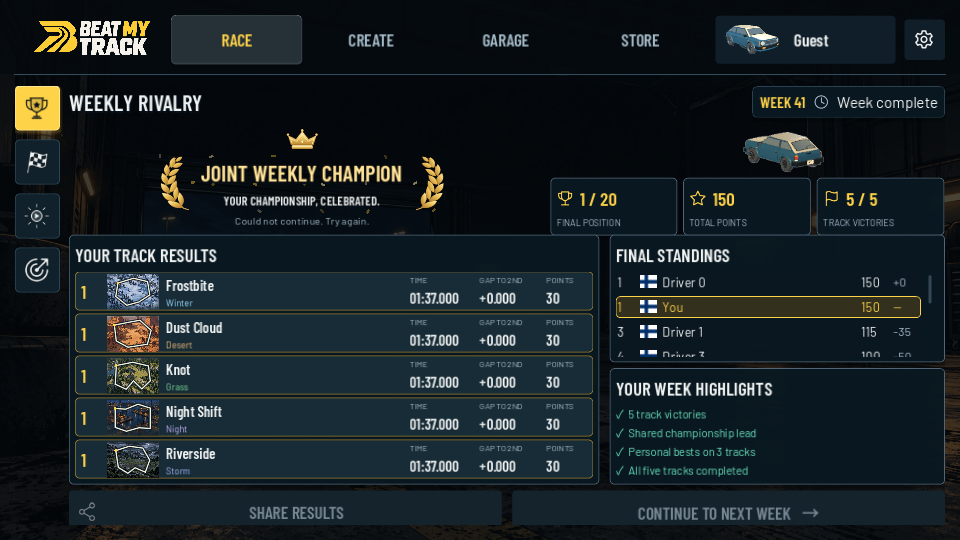 BEAT MY TRACK
RACE
CREATE
GARAGE
STORE
Guest
WEEKLY RIVALRY
WEEK 41 Week complete
JOINT WEEKLY CHAMPION
YOUR CHAMPIONSHIP, CELEBRATED.
Could not continue. Try again.
1 / 20
FINAL POSITION
150
TOTAL POINTS
5 / 5
TRACK VICTORIES
YOUR TRACK RESULTS
1 Frostbite TIME GAP TO 2ND POINTS
Winter 01:37.000 +0.000 30
1 Dust Cloud TIME GAP TO 2ND POINTS
Desert 01:37.000 +0.000 30
1 Knot TIME GAP TO 2ND POINTS
Grass 01:37.000 +0.000 30
1 Night Shift TIME GAP TO 2ND POINTS
Night 01:37.000 +0.000 30
1 Riverside TIME GAP TO 2ND POINTS
Storm 01:37.000 +0.000 30
FINAL STANDINGS
1 Driver 0 150 +0
1 You 150 –
3 Driver 1 115 -35
4 Driver 3 100 -50
YOUR WEEK HIGHLIGHTS
✓ 5 track victories
✓ Shared championship lead
✓ Personal bests on 3 tracks
✓ All five tracks completed
SHARE RESULTS
CONTINUE TO NEXT WEEK →